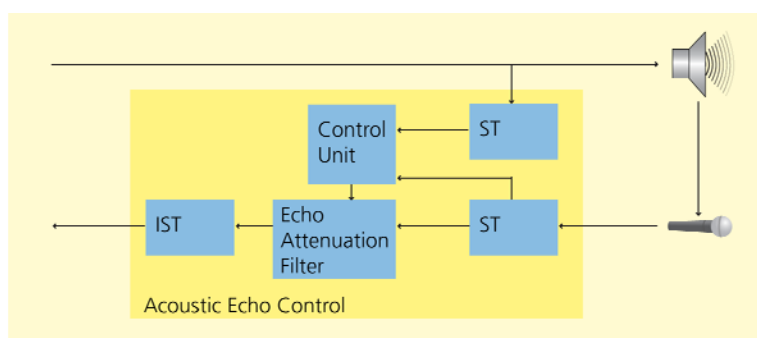 Control
Unit
ST
IST
Echo
Attenuation
Filter
ST
Acoustic Echo Control